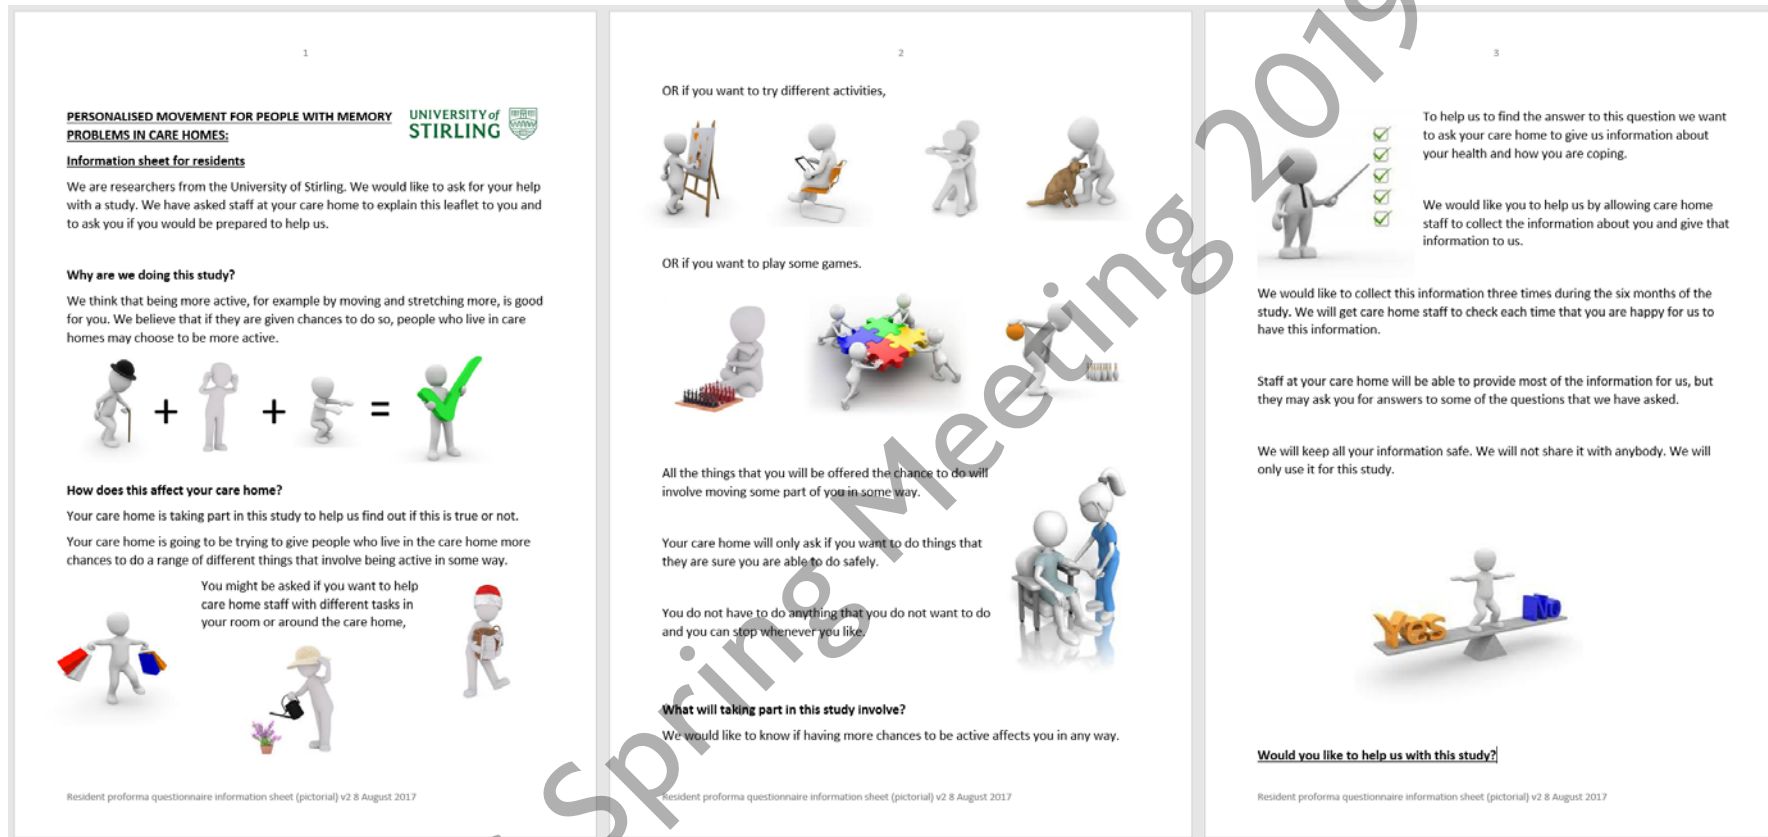 1
PERSONALISED MOVEMENT FOR PEOPLE WITH MEMORY
PROBLEMS IN CARE HOMES:
UNIVERSITY of
STIRLING
Information sheet for residents
We are researchers from the University of Stirling. We would like to ask for your help
with a study. We have asked staff at your care home to explain this leaflet to you and
to ask you if you would be prepared to help us.
Why are we doing this study?
We think that being more active, for example by moving and stretching more, is good
for you. We believe that if they are given chances to do so, people who live in care
homes may choose to be more active.
+ + =
How does this affect your care home?
Your care home is taking part in this study to help us find out if this is true or not.
Your care home is going to be trying to give people who live in the care home more
chances to do a range of different things that involve being active in some way.
You might be asked if you want to help
care home staff with different tasks in
your room or around the care home,
Resident proforma questionnaire information sheet (pictorial) v2 8 August 2017
2
OR if you want to try different activities,
OR if you want to play some games.
All the things that you will be offered the chance to do will
involve moving some part of you in some way.
Your care home will only ask if you want to do things that
they are sure you are able to do safely.
You do not have to do anything that you do not want to do
and you can stop whenever you like.
What will taking part in this study involve?
We would like to know if having more chances to be active affects you in any way.
Resident proforma questionnaire information sheet (pictorial) v2 8 August 2017
3
To help us to find the answer to this question we want
to ask your care home to give us information about
your health and how you are coping.
We would like you to help us by allowing care home
staff to collect the information about you and give that
information to us.
We would like to collect this information three times during the six months of the
study. We will get care home staff to check each time that you are happy for us to
have this information.
Staff at your care home will be able to provide most of the information for us, but
they may ask you for answers to some of the questions that we have asked.
We will keep all your information safe. We will not share it with anybody. We will
only use it for this study.
Yes No
Would you like to help us with this study?
Resident proforma questionnaire information sheet (pictorial) v2 8 August 2017
Spring Meeting 2019